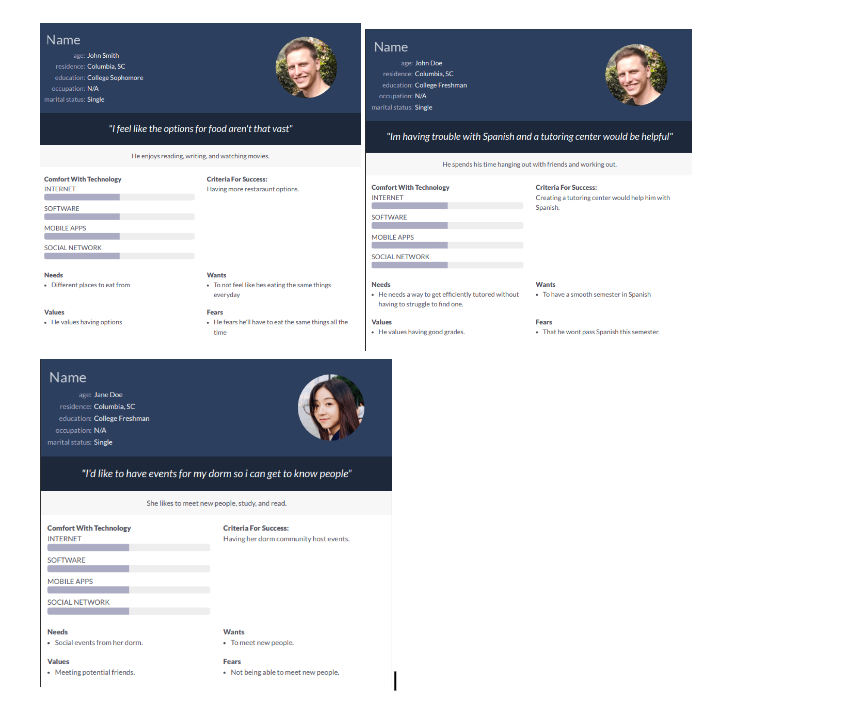 Name
age: John Smith
residence: Columbia, SC
education: College Sophomore
occupation: N/A
marital status: Single
"I feel like the options for food aren't that vast"
He enjoys reading, writing, and watching movies.
Comfort With Technology
INTERNET
SOFTWARE
MOBILE APPS
SOCIAL NETWORK
Criteria For Success:
Having more restaraunt options.
Needs
• Different places to eat from
Wants
• To not feel like hes eating the same things
everyday
Values
• He values having options
Fears
• He fears he'll have to eat the same things all the
time
Name
age: John Doe
residence: Columbia, SC
education: College Freshman
occupation: N/A
marital status: Single
"Im having trouble with Spanish and a tutoring center would be helpful"
He spends his time hanging out with friends and working out.
Comfort With Technology
INTERNET
SOFTWARE
MOBILE APPS
SOCIAL NETWORK
Criteria For Success:
Creating a tutoring center would help him with
Spanish.
Needs
• He needs a way to get efficiently tutored without
having to struggle to find one.
Wants
• To have a smooth semester in Spanish
Values
• He values having good grades.
Fears
• That he wont pass Spanish this semester.
Name
age: Jane Doe
residence: Columbia, SC
education: College Freshman
occupation: N/A
marital status: Single
"I'd like to have events for my dorm so i can get to know people"
She likes to meet new people, study, and read.
Comfort With Technology
INTERNET
SOFTWARE
MOBILE APPS
SOCIAL NETWORK
Criteria For Success:
Having her dorm community host events.
Needs
• Social events from her dorm.
Wants
• To meet new people.
Values
• Meeting potential friends.
Fears
• Not being able to meet new people.